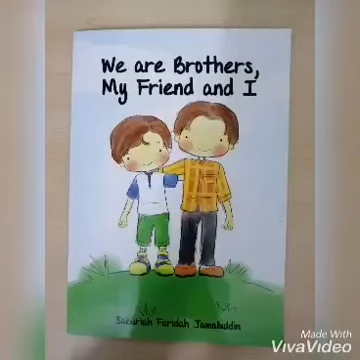 We are Brothers,
My Friend and I
Sabariah Faridah Jamaluddin
Made With
VivaVideo